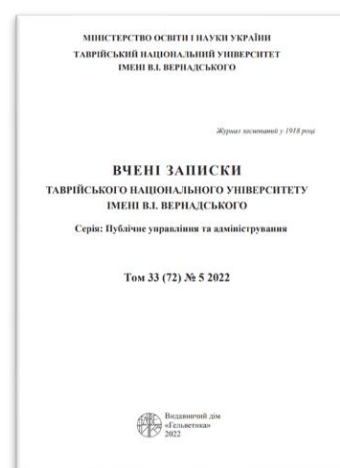 МІНІСТЕРСТВО ОСВІТИ І НАУКИ УКРАЇНИ
ТАВРІЙСЬКИЙ НАЦІОНАЛЬНИЙ УНІВЕРСИТЕТ
ІМЕНІ В.І. ВЕРНАДСЬКОГО
Журнал заснований у 1918 році
ВЧЕНІ ЗАПИСКИ
ТАВРІЙСЬКОГО НАЦІОНАЛЬНОГО УНІВЕРСИТЕТУ
ІМЕНІ В.І. ВЕРНАДСЬКОГО
Серія: Публічне управління та адміністрування
Том 33 (72) № 5 2022
Видавничий дім
«Гельветика»
2022